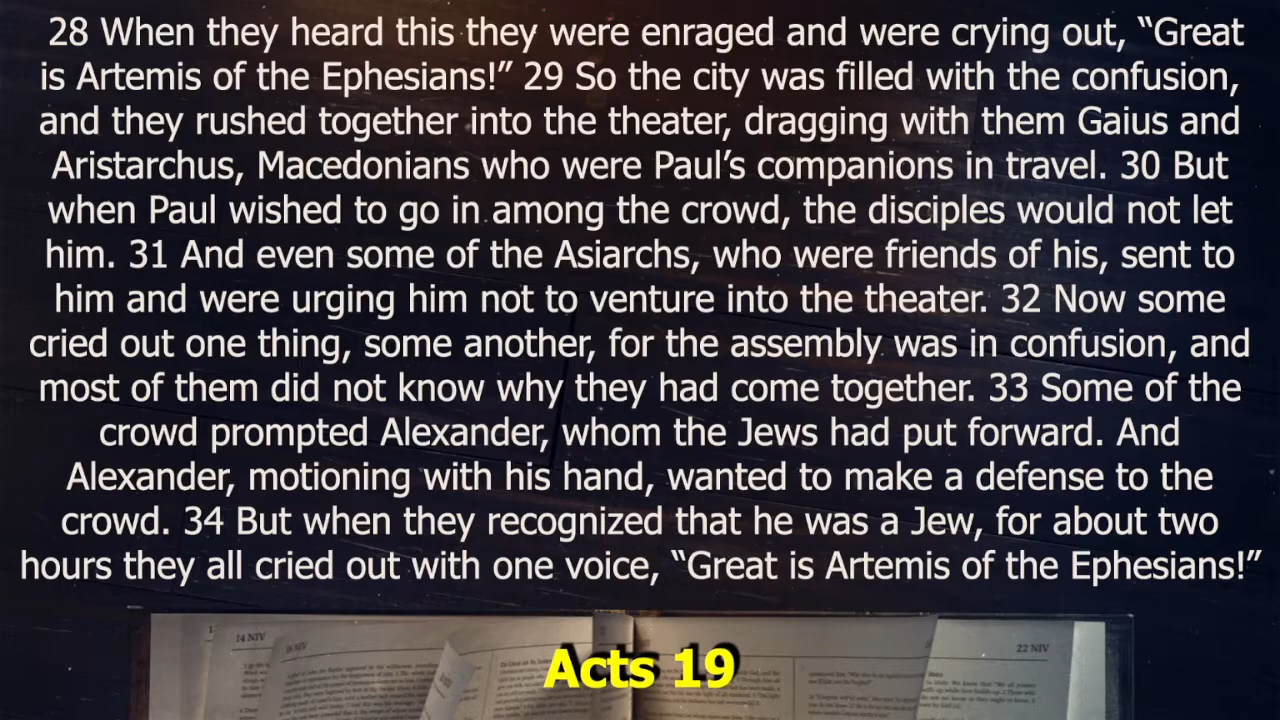 28 When they heard this they were enraged and were crying out, “Great
is Artemis of the Ephesians!” 29 So the city was filled with the confusion,
and they rushed together into the theater, dragging with them Gaius and
Aristarchus, Macedonians who were Paul’s companions in travel. 30 But
when Paul wished to go in among the crowd, the disciples would not let
him. 31 And even some of the Asiarchs, who were friends of his, sent to
him and were urging him not to venture into the theater. 32 Now some
cried out one thing, some another, for the assembly was in confusion, and
most of them did not know why they had come together. 33 Some of the
crowd prompted Alexander, whom the Jews had put forward. And
Alexander, motioning with his hand, wanted to make a defense to the
crowd. 34 But when they recognized that he was a Jew, for about two
hours they all cried out with one voice, “Great is Artemis of the Ephesians!”
14 NIV
22 NIV
Acts 19